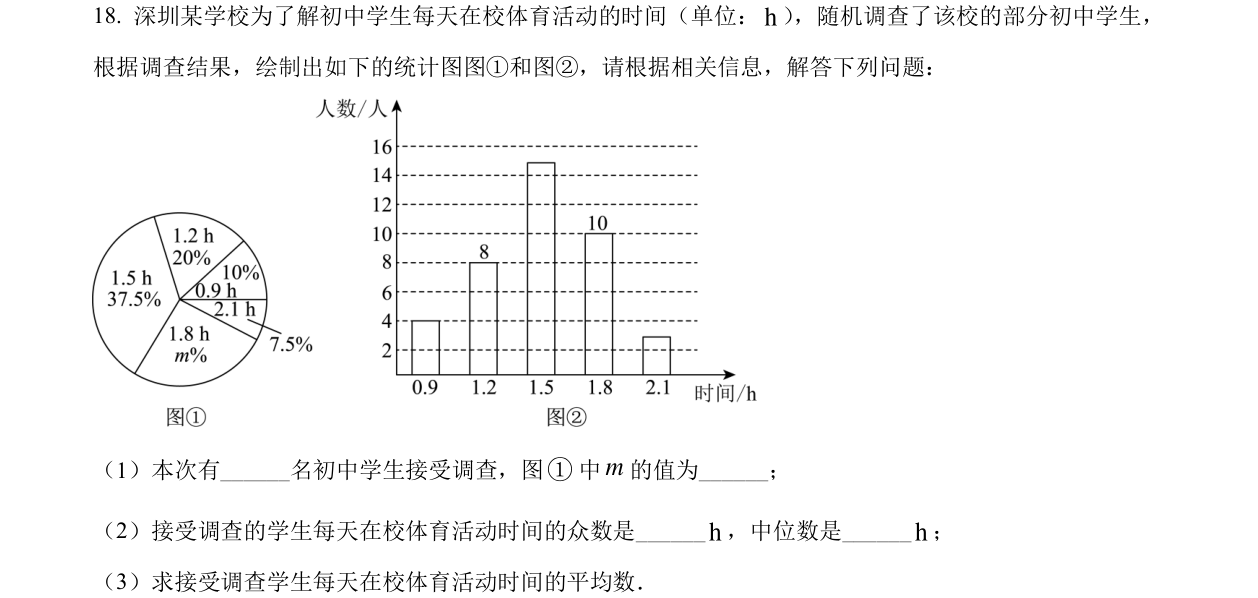 18. 深圳某学校为了解初中学生每天在校体育活动的时间（单位：h），随机调查了该校的部分初中学生，
根据调查结果，绘制出如下的统计图图①和图②，请根据相关信息，解答下列问题：
1.2 h
20%
10%
0.9 h
1.5 h
37.5%
2.1 h
7.5%
1.8 h
m%
图①
人数/人
16
14
12
10
8
6
4
2
8
10
0.9 1.2 1.5 1.8 2.1 时间/h
图②
（1）本次有______名初中学生接受调查，图①中m的值为______；
（2）接受调查的学生每天在校体育活动时间的众数是______h，中位数是______h；
（3）求接受调查学生每天在校体育活动时间的平均数．